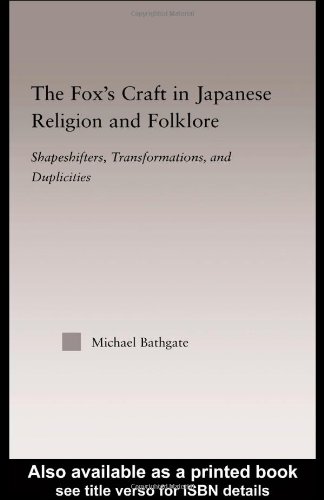 The Fox's Craft in Japanese
Religion and Folklore
Shapeshifters, Transformations, and
Duplicities
Michael Bathgate
Also available as a printed book
see title verso for ISBN details